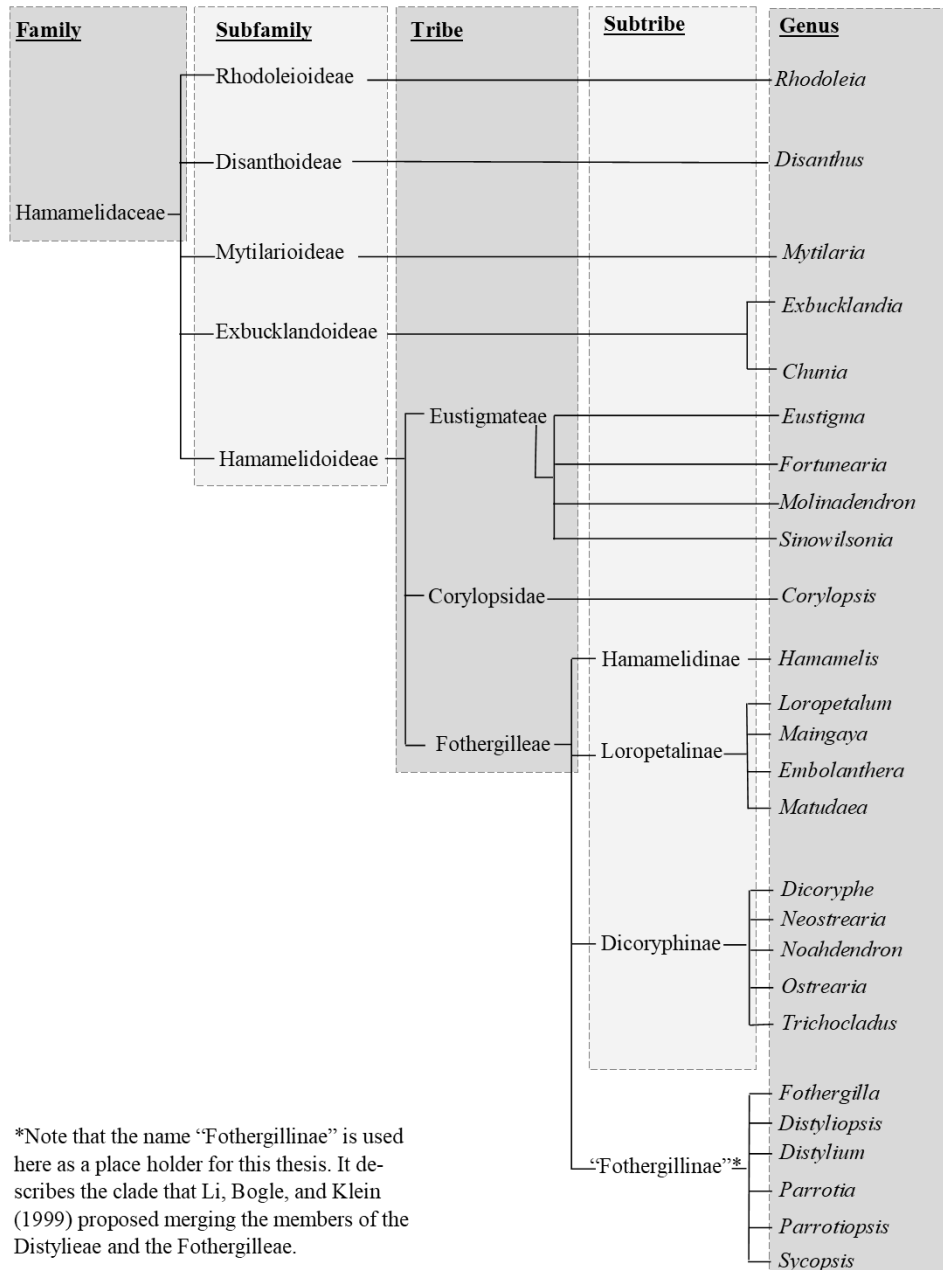 Family Subfamily Tribe Subtribe Genus
Rhodoleioideae Rhodoleia
Disanthoideae Disanthus
Hamamelidaceae
Mytilarioideae Mytilaria
Exbucklandia
Exbucklandoideae
Chunia
Eustigmateae Eustigma
Hamamelidoideae Fortunearia
Molinadendron
Sinowilsonia
Corylopsidae Corylopsis
Hamamelidinae Hamamelis
Loropetalum
Maingaya
Fothergilleae Loropetalinae
Embolanthera
Matudaea
Dicoryphe
Neostrearia
Dicoryphinae Noahdendron
Ostrearia
Trichocladus
Fothergilla
Distyliopsis
Distylium
“Fothergillinae”*
Parrotia
Parrotiopsis
Sycopsis
*Note that the name “Fothergillinae” is used
here as a place holder for this thesis. It de-
scribes the clade that Li, Bogle, and Klein
(1999) proposed merging the members of the
Distylieae and the Fothergilleae.